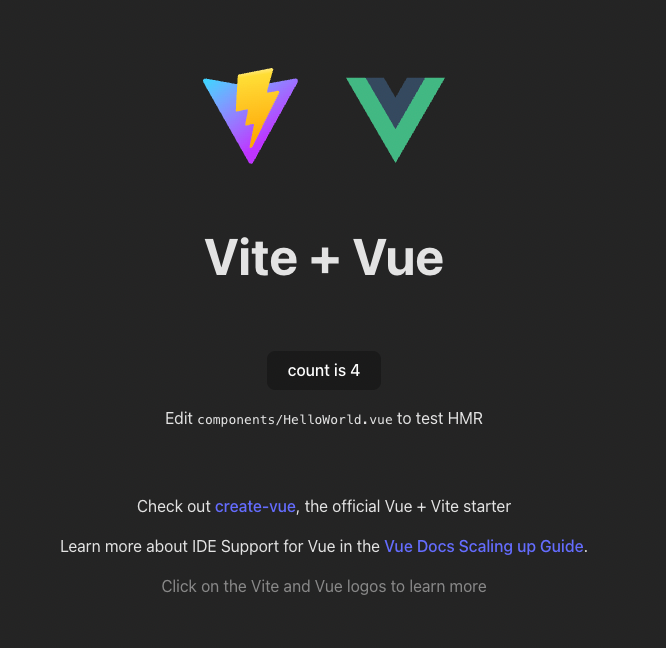 Vite + Vue
count is 4
Edit components/HelloWorld.vue to test HMR
Check out create-vue, the official Vue + Vite starter
Learn more about IDE Support for Vue in the Vue Docs Scaling up Guide.
Click on the Vite and Vue logos to learn more